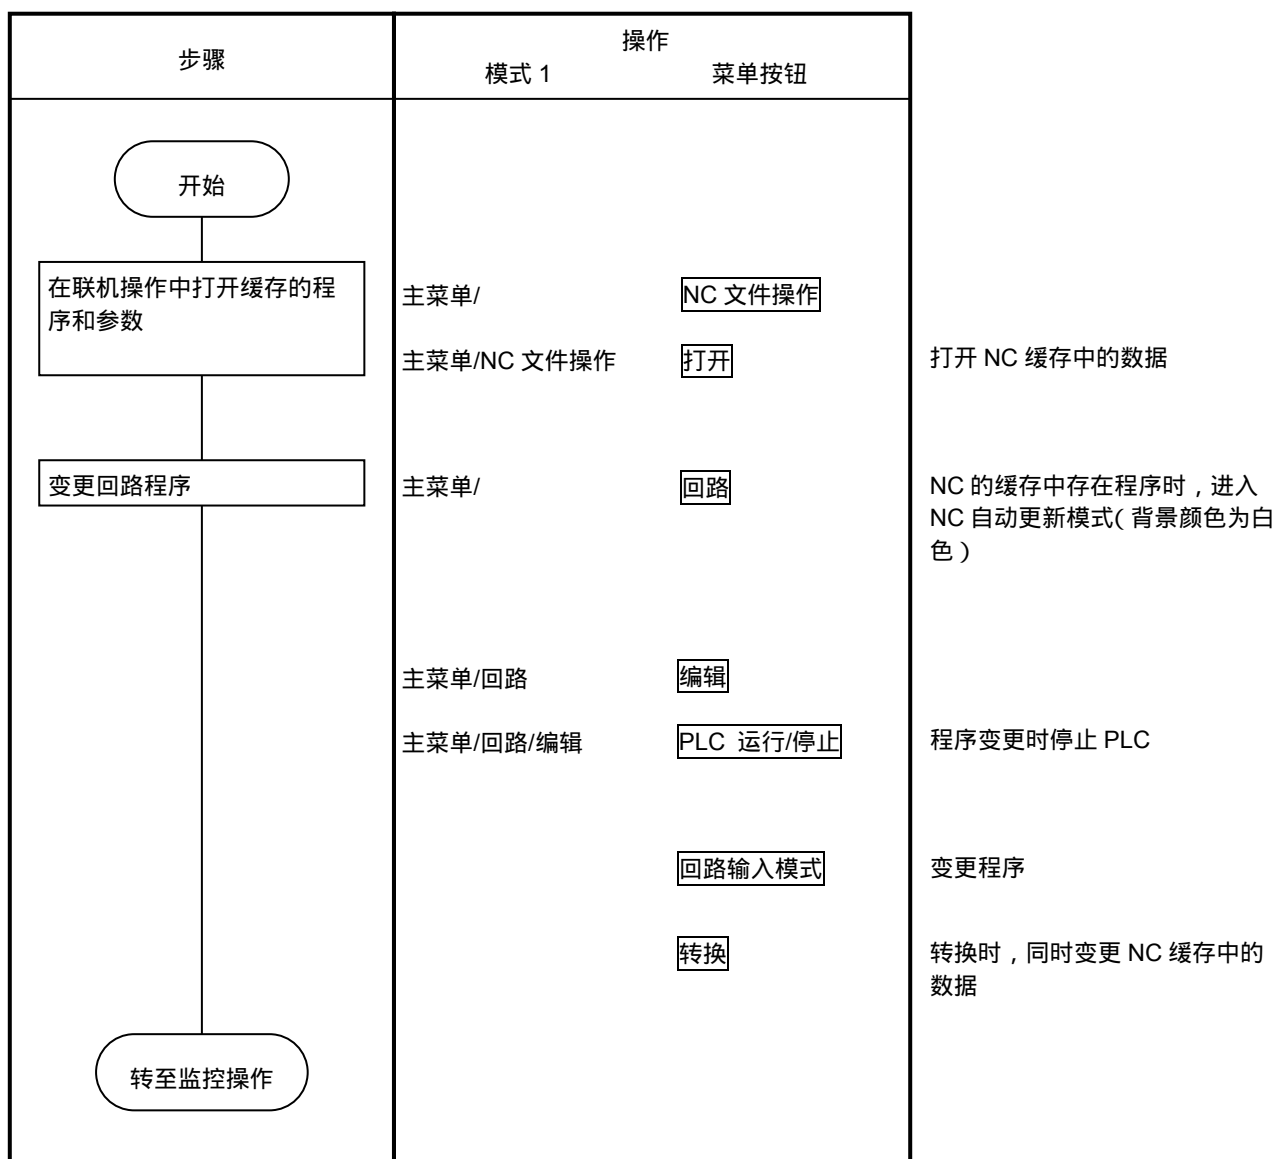 步骤
操作
模式 1 菜单按钮
开始
在联机操作中打开缓存的程
序和参数
主菜单/ NC 文件操作
主菜单/NC 文件操作 打开 打开 NC 缓存中的数据
变更回路程序 主菜单/ 回路 NC 的缓存中存在程序时，进入
NC 自动更新模式（背景颜色为白
色）
主菜单/回路 编辑
主菜单/回路/编辑 PLC 运行/停止 程序变更时停止 PLC
回路输入模式 变更程序
转换 转换时，同时变更 NC 缓存中的
数据
转至监控操作